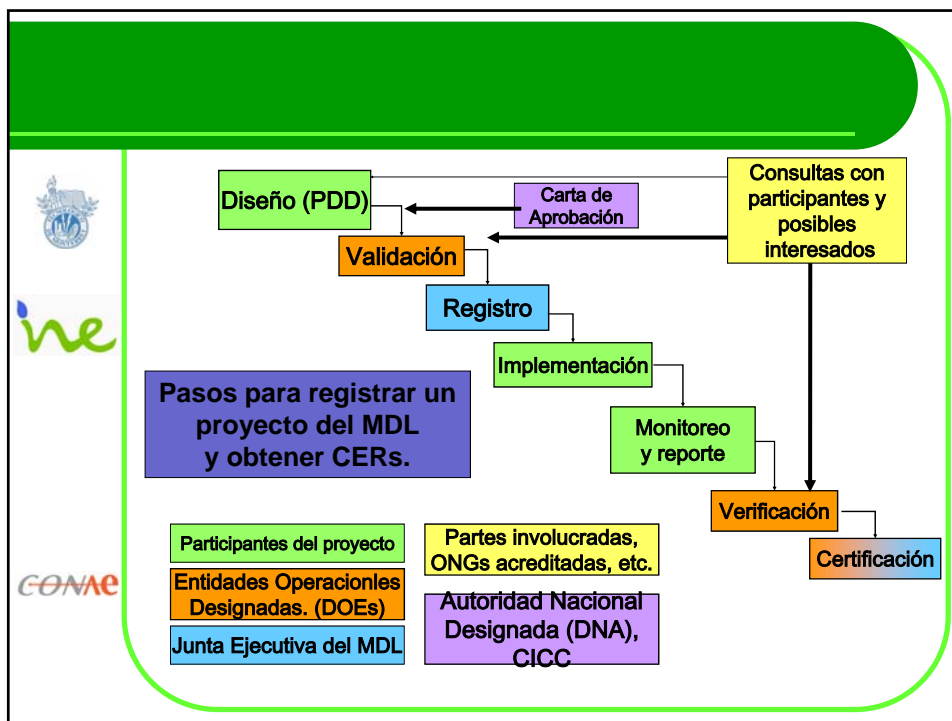 Diseño (PDD)
Carta de
Aprobación
Consultas con
participantes y
posibles
interesados
Validación
Registro
Implementación
Pasos para registrar un
proyecto del MDL
y obtener CERs.
Monitoreo
y reporte
Verificación
Certificación
Participantes del proyecto
Entidades Operacionles
Designadas. (DOEs)
Junta Ejecutiva del MDL
Partes involucradas,
ONGs acreditadas, etc.
Autoridad Nacional
Designada (DNA),
CICC
ine
CONAE